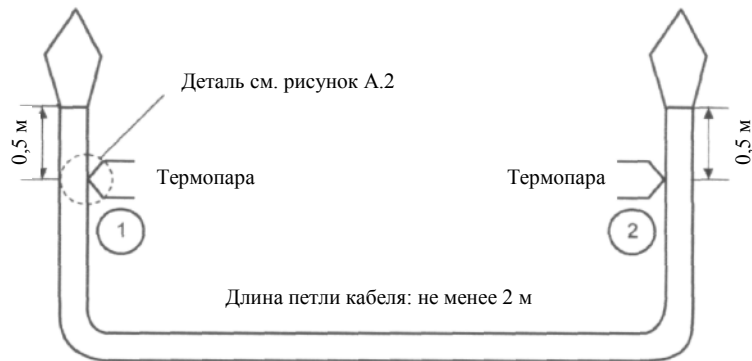 Деталь см. рисунок А.2
0,5 м
0,5 м
Термопара
Термопара
1
2
Длина петли кабеля: не менее 2 м